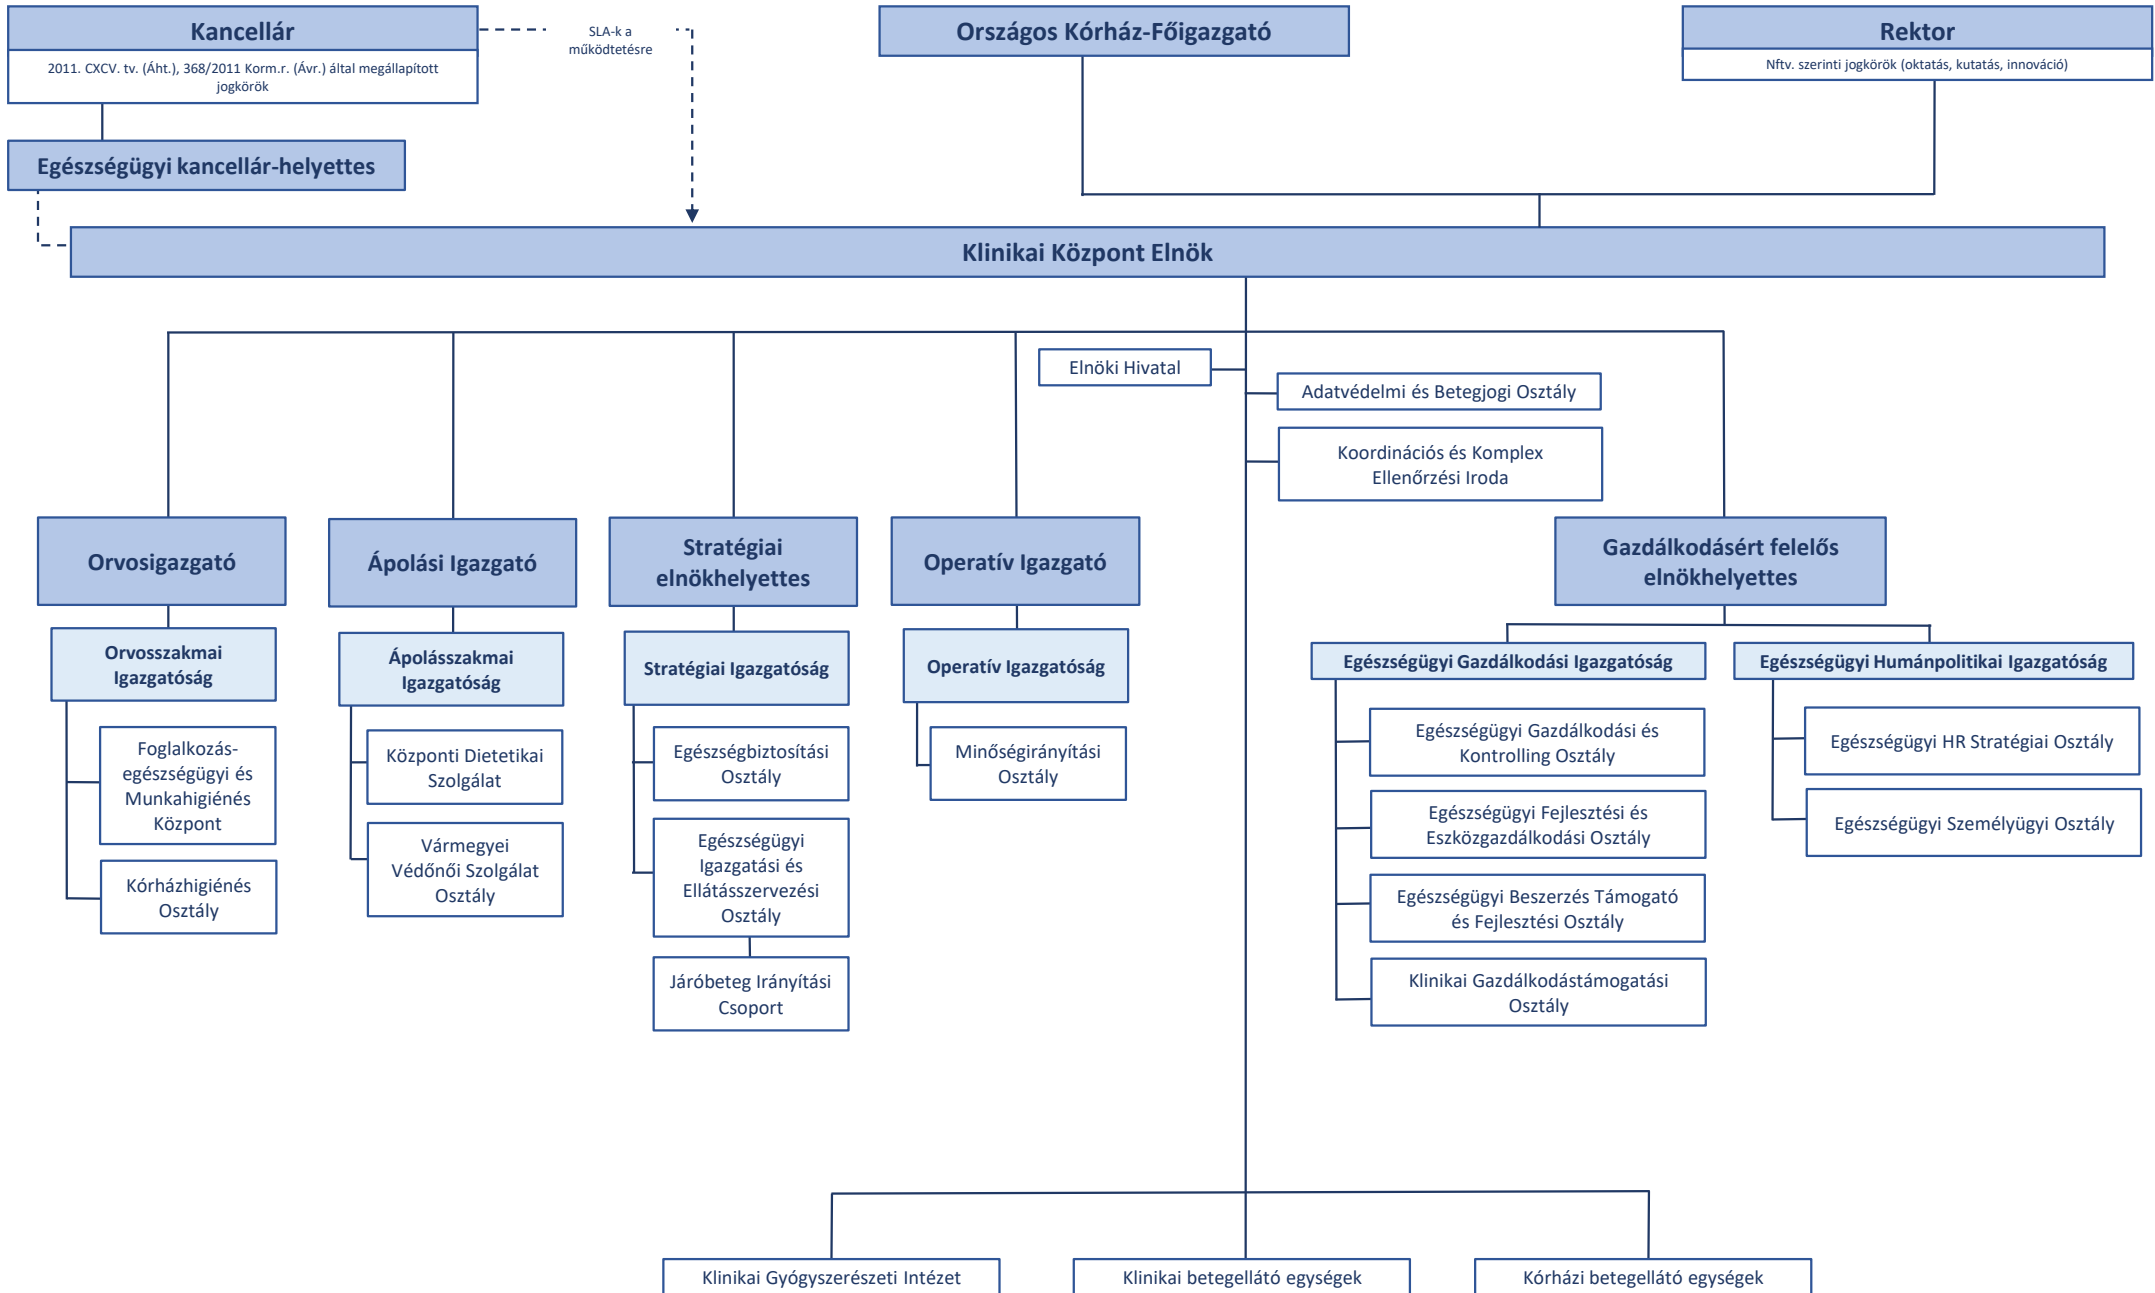 Kancellár
2011. CXCV. tv. (Áht.), 368/2011 Korm.r. (Ávr.) által megállapított
jogkörök
SLA-k a
működtetésre
Országos Kórház-Főigazgató
Rektor
Nftv. szerinti jogkörök (oktatás, kutatás, innováció)
Egészségügyi kancellár-helyettes
Klinikai Központ Elnök
Elnöki Hivatal
Adatvédelmi és Betegjogi Osztály
Koordinációs és Komplex
Ellenőrzési Iroda
Orvosigazgató
Ápolási Igazgató
Stratégiai
elnökhelyettes
Operatív Igazgató
Gazdálkodásért felelős
elnökhelyettes
Orvosszakmai
Igazgatóság
Ápolásszakmai
Igazgatóság
Stratégiai Igazgatóság
Operatív Igazgatóság
Egészségügyi Gazdálkodási Igazgatóság
Egészségügyi Humánpolitikai Igazgatóság
Foglalkozás-
egészségügyi és
Munkahigiénés
Központ
Kórházhigiénés
Osztály
Központi Dietetikai
Szolgálat
Vármegyei
Védőnői Szolgálat
Osztály
Egészségbiztosítási
Osztály
Egészségügyi
Igazgatási és
Ellátásszervezési
Osztály
Járóbeteg Irányítási
Csoport
Minőségirányítási
Osztály
Egészségügyi Gazdálkodási és
Kontrolling Osztály
Egészségügyi Fejlesztési és
Eszközgazdálkodási Osztály
Egészségügyi Beszerzés Támogató
és Fejlesztési Osztály
Klinikai Gazdálkodástámogatási
Osztály
Egészségügyi HR Stratégiai Osztály
Egészségügyi Személyügyi Osztály
Klinikai Gyógyszerészeti Intézet
Klinikai betegellátó egységek
Kórházi betegellátó egységek